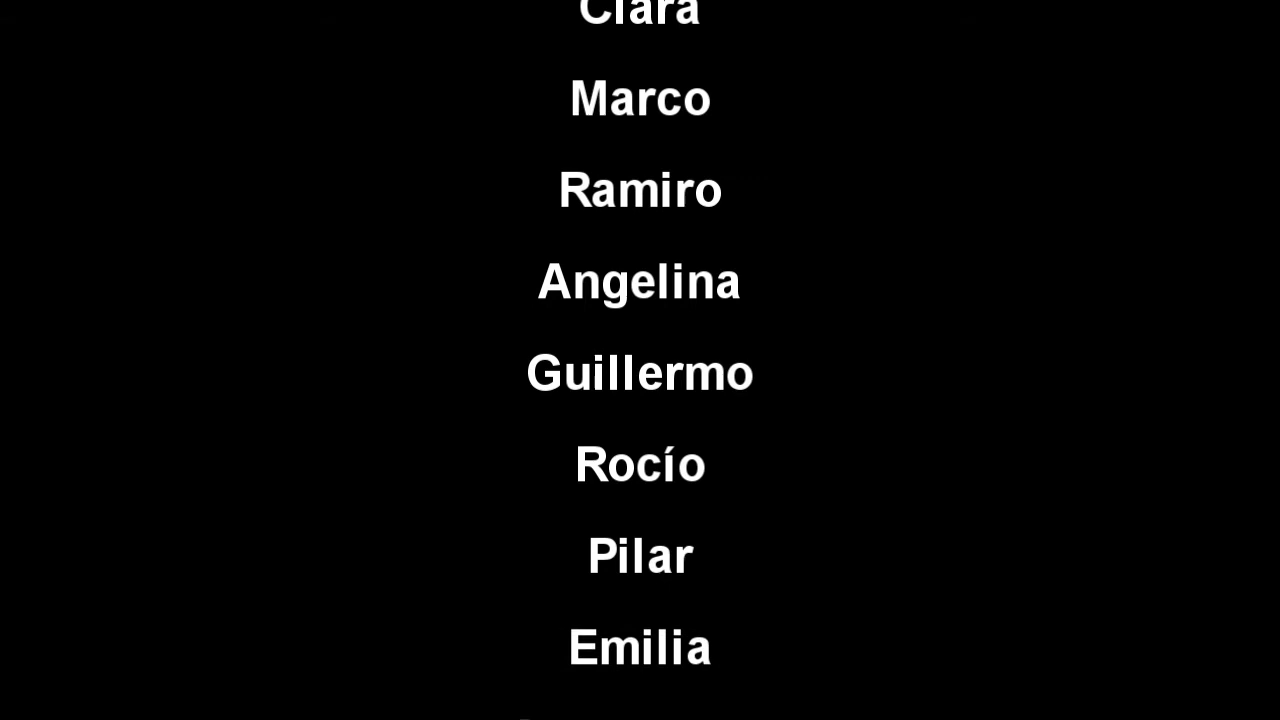 Clara
Marco
Ramiro
Angelina
Guillermo
Rocío
Pilar
Emilia